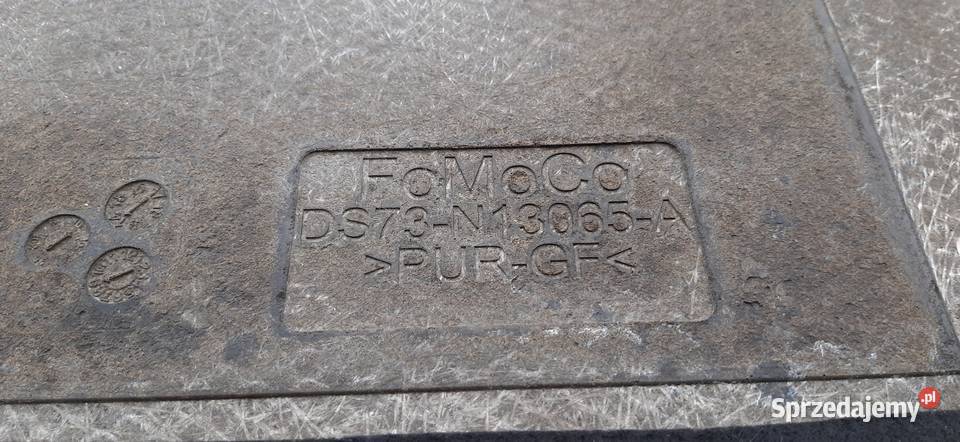 FoMoCo
DS73-N13065-A
>PUR-GF<
Sprzedajemy.pl